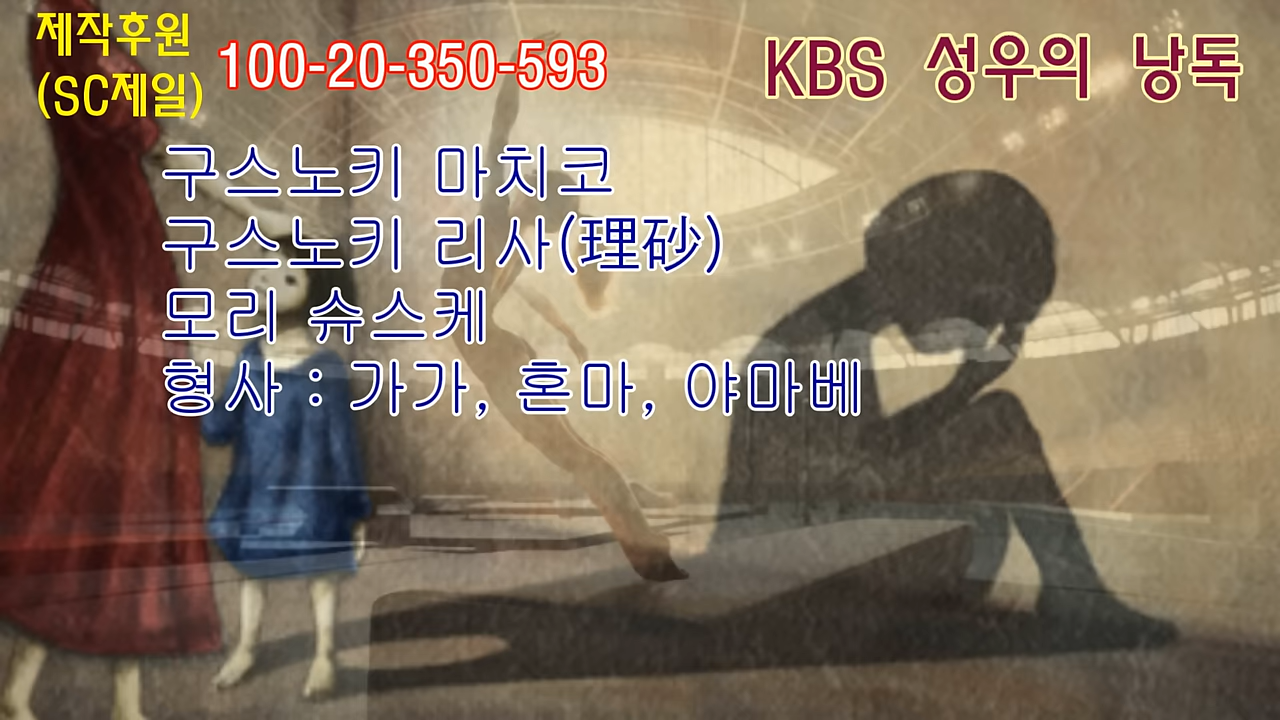 제작후원
(SC제일)
100-20-350-593
KBS 성우의 낭독
구스노키 마치코
구스노키 리사(理砂)
모리 슈스케
형사 : 가가, 혼마, 야마베